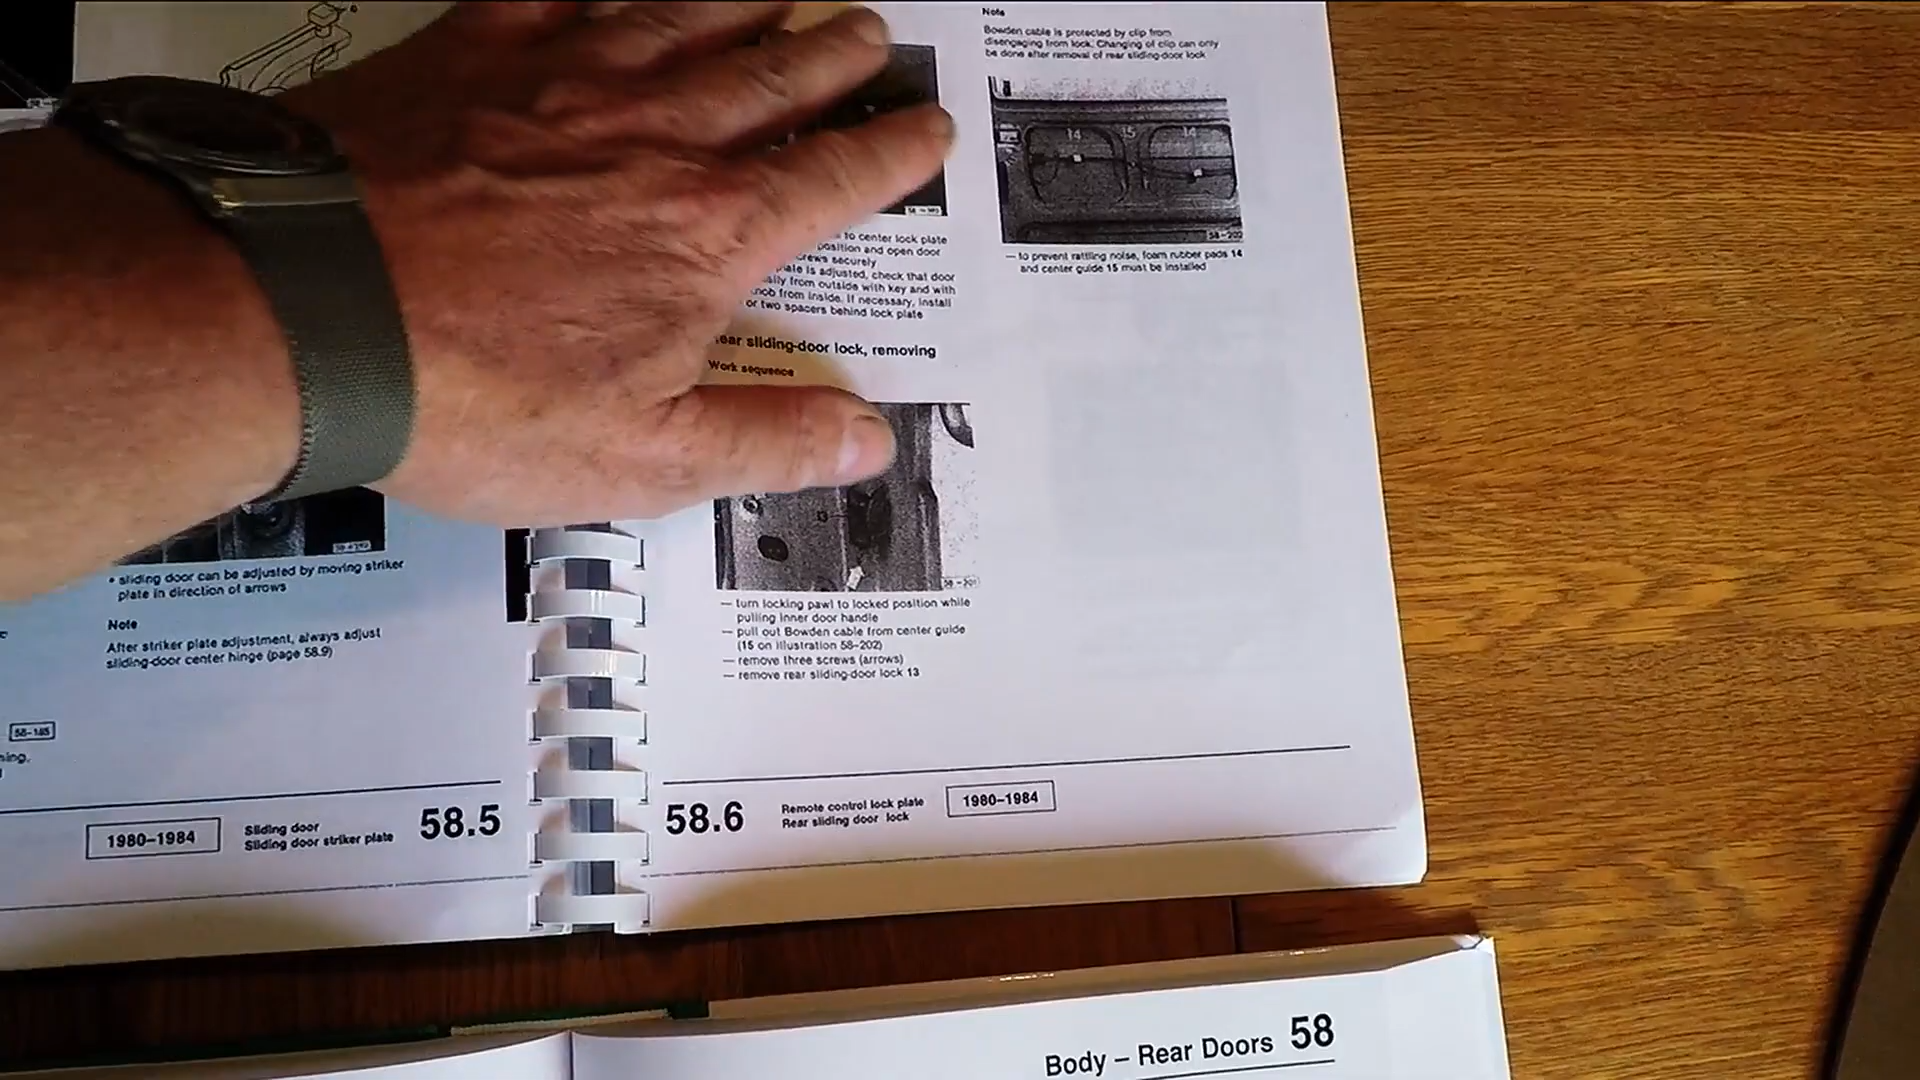 • sliding door can be adjusted by moving striker
plate in direction of arrows
Note
After striker plate adjustment, always adjust
sliding-door center hinge (page 58.9)
58-185
1980–1984
Sliding door
Sliding door striker plate
58.5
to center lock plate
position and open door
securely
is adjusted, check that door
from outside with key and with
from inside. If necessary, install
or two spacers behind lock plate
sliding-door lock, removing
Work sequence
13
58-201
— turn locking pawl to locked position while
pulling inner door handle
— pull out Bowden cable from center guide
(15 on illustration 58-202)
— remove three screws (arrows)
— remove rear sliding-door lock 13
Note
Bowden cable is protected by clip from
disengaging from lock. Changing of clip can only
be done after removal of rear sliding-door lock
14 15 14
58-202
— to prevent rattling noise, foam rubber pads 14
and center guide 15 must be installed
58.6
Remote control lock plate
Rear sliding door lock
1980–1984
Body – Rear Doors 58